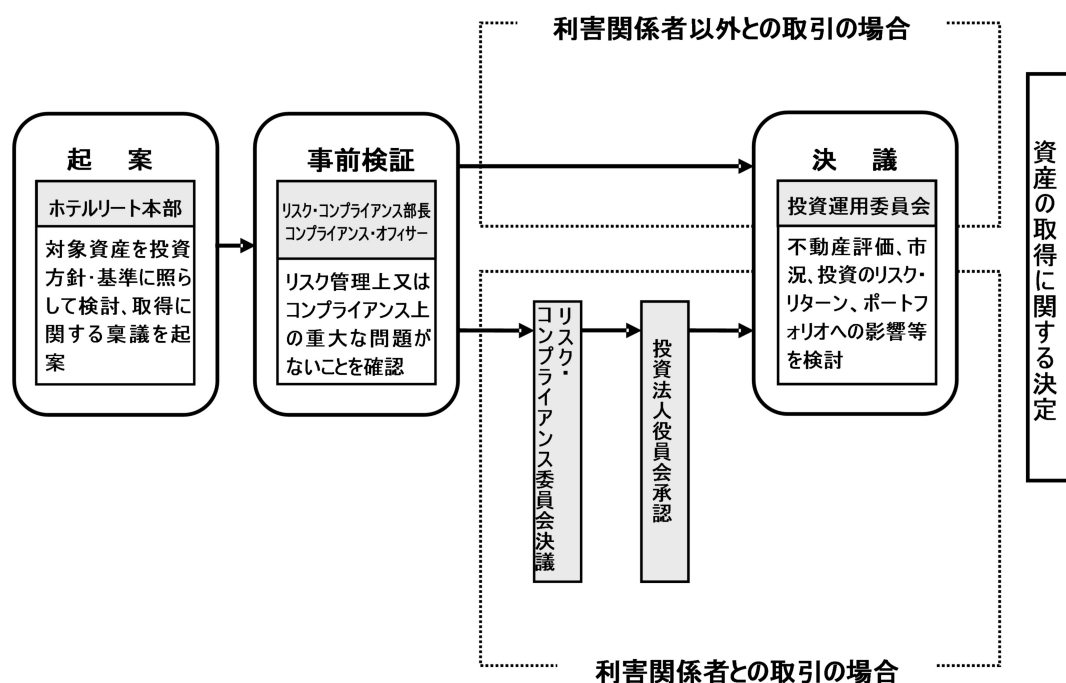 利害関係者以外との取引の場合
起　案
ホテルリート本部
対象資産を投資
方針・基準に照ら
して検討、取得に
関する稟議を起
案
事前検証
リスク・コンプライアンス部長
コンプライアンス・オフィサー
リスク管理上又は
コンプライアンス上
の重大な問題が
ないことを確認
リスク・
コンプライアンス委員会決議
投資法人役員会承認
決　議
投資運用委員会
不動産評価、市
況、投資のリスク・
リターン、ポートフ
ォリオへの影響等
を検討
資産の取得に関する決定
利害関係者との取引の場合